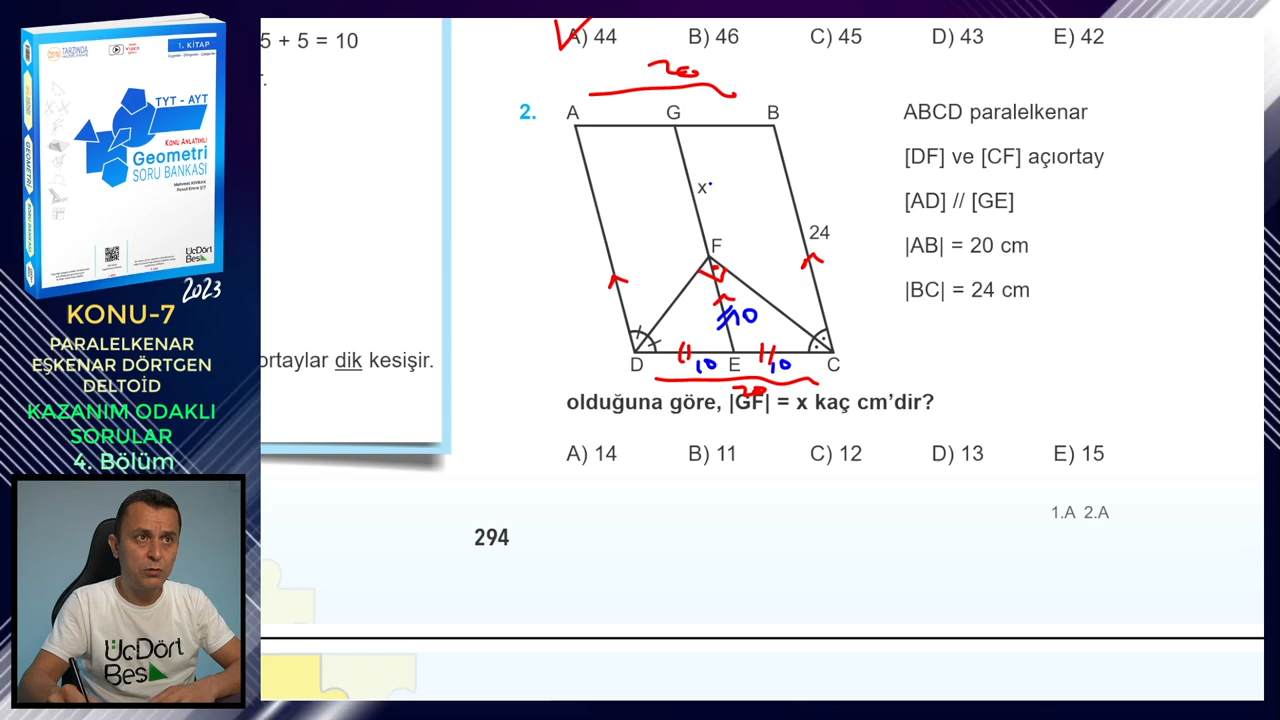 TARZINDA
1. KİTAP
TYT - AYT
KONU ANLATIMLI
Geometri
SORU BANKASI
ÜçDört
Beş
2023
KONU-7
PARALELKENAR
EŞKENAR DÖRTGEN
DELTOİD
KAZANIM ODAKLI
SORULAR
4. Bölüm
ÜçDört
Beş
5 + 5 = 10
ortaylar dik kesişir.
A) 44 B) 46 C) 45 D) 43 E) 42
20
2. A G B
x
24
F
10
D 10 E 10 C
20
ABCD paralelkenar
[DF] ve [CF] açıortay
[AD] // [GE]
|AB| = 20 cm
|BC| = 24 cm
olduğuna göre, |GF| = x kaç cm’dir?
A) 14 B) 11 C) 12 D) 13 E) 15
1.A 2.A
294